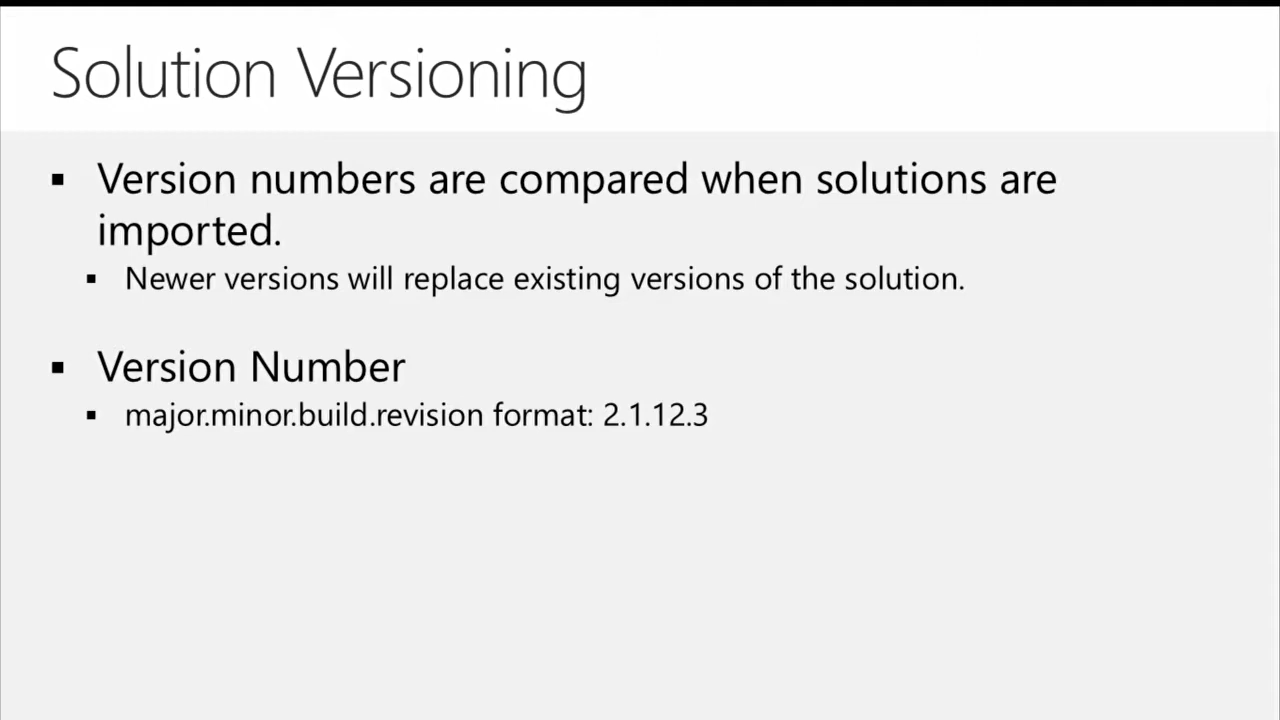 Solution Versioning
▪ Version numbers are compared when solutions are
imported.
▪ Newer versions will replace existing versions of the solution.
▪ Version Number
▪ major.minor.build.revision format: 2.1.12.3